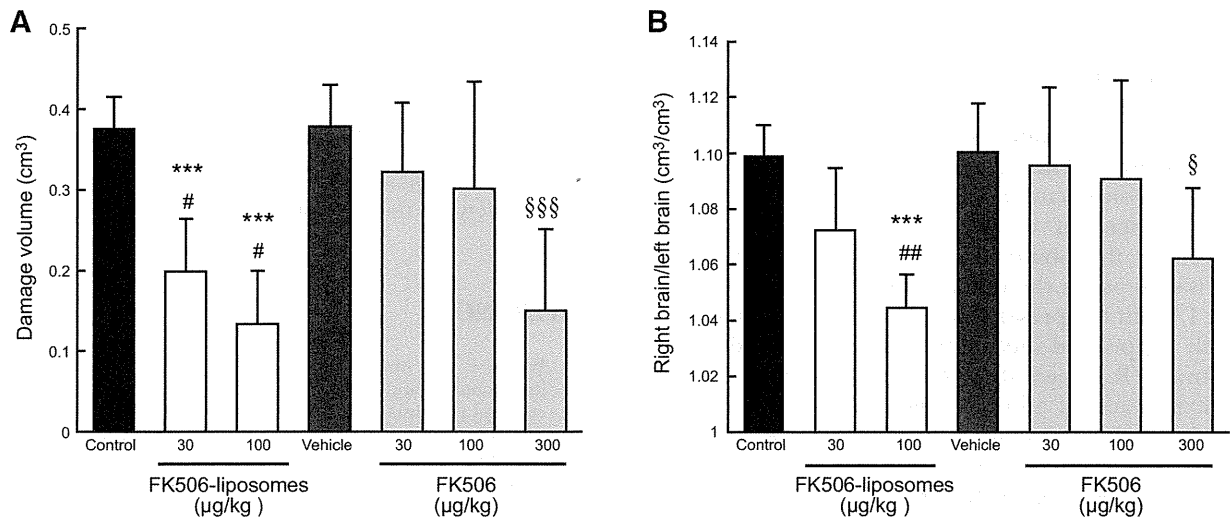 A
Damage volume (cm³)
0.5
0.4
0.3
0.2
0.1
0
***
#
***
#
§§§
Control 30 100 Vehicle 30 100 300
FK506-liposomes
(µg/kg )
FK506
(µg/kg)
B
Right brain/left brain (cm³/cm³)
1.14
1.12
1.10
1.08
1.06
1.04
1.02
1
***
##
§
Control 30 100 Vehicle 30 100 300
FK506-liposomes
(µg/kg )
FK506
(µg/kg)